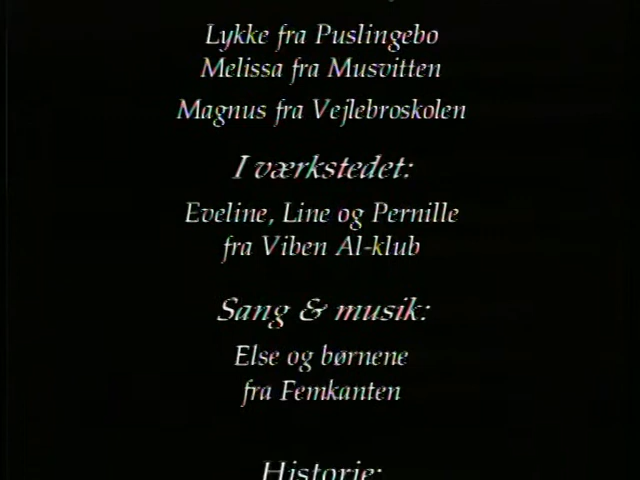 Lykke fra Puslingebo
Melissa fra Musvitten
Magnus fra Vejlebroskolen
I værkstedet:
Eveline, Line og Pernille
fra Viben Al-klub
Sang & musik:
Else og børnene
fra Femkanten
Historie: